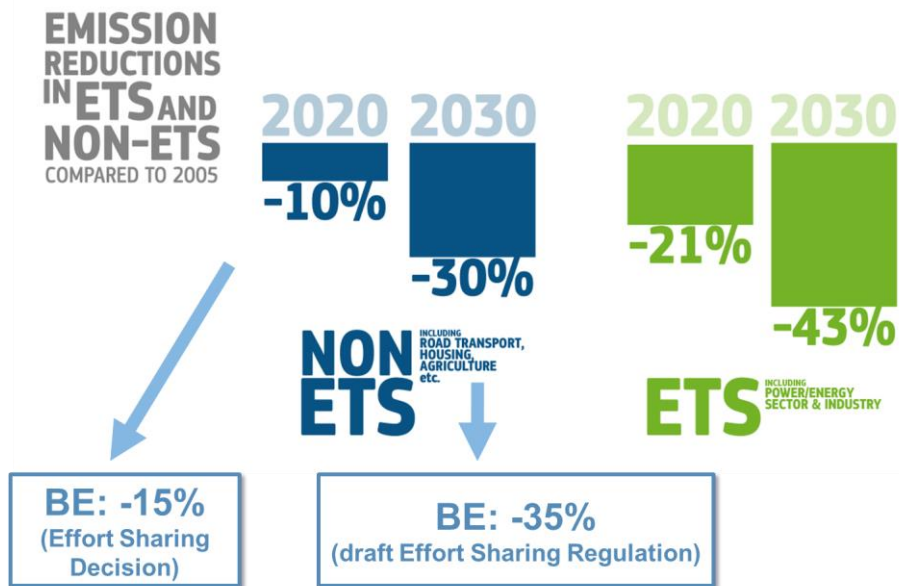 EMISSION
REDUCTIONS
IN ETS AND
NON-ETS
COMPARED TO 2005
2020 2030
-10%
-30%
2020 2030
-21%
-43%
NON
ETS
INCLUDING
ROAD TRANSPORT,
HOUSING,
AGRICULTURE
etc.
ETS
INCLUDING
POWER/ENERGY
SECTOR & INDUSTRY
BE: -15%
(Effort Sharing
Decision)
BE: -35%
(draft Effort Sharing Regulation)